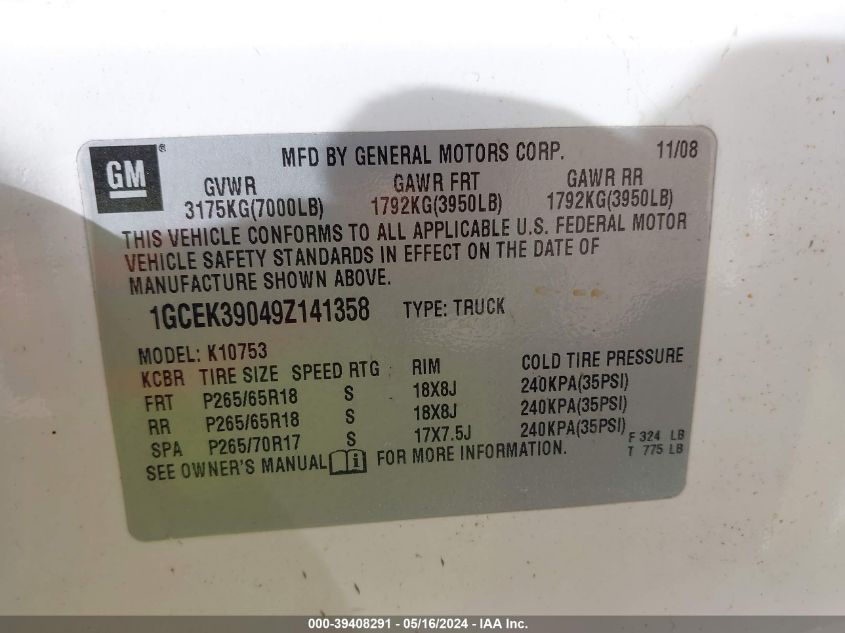 GM ® MFD BY GENERAL MOTORS CORP. 11/08
GVWR GAWR FRT GAWR RR
3175KG(7000LB) 1792KG(3950LB) 1792KG(3950LB)
THIS VEHICLE CONFORMS TO ALL APPLICABLE U.S. FEDERAL MOTOR
VEHICLE SAFETY STANDARDS IN EFFECT ON THE DATE OF
MANUFACTURE SHOWN ABOVE.
1GCEK39049Z141358 TYPE: TRUCK
MODEL: K10753
KCBR TIRE SIZE SPEED RTG RIM COLD TIRE PRESSURE
FRT P265/65R18 S 18X8J 240KPA(35PSI)
RR P265/65R18 S 18X8J 240KPA(35PSI)
SPA P265/70R17 S 17X7.5J 240KPA(35PSI) F 324 LB
T 775 LB
SEE OWNER'S MANUAL i FOR MORE INFORMATION.
000-39408291 - 05/16/2024 - IAA Inc.